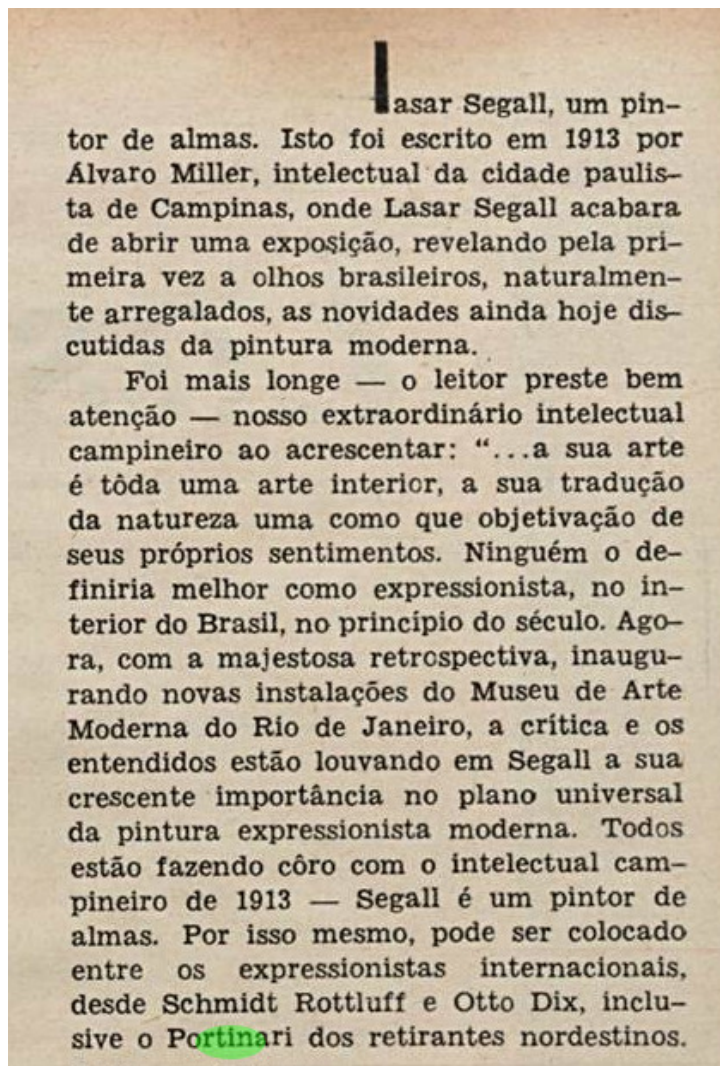 lasar Segall, um pin-
tor de almas. Isto foi escrito em 1913 por
Álvaro Miller, intelectual da cidade paulis-
ta de Campinas, onde Lasar Segall acabara
de abrir uma exposição, revelando pela pri-
meira vez a olhos brasileiros, naturalmen-
te arregalados, as novidades ainda hoje dis-
cutidas da pintura moderna.
Foi mais longe — o leitor preste bem
atenção — nosso extraordinário intelectual
campineiro ao acrescentar: “...a sua arte
é tôda uma arte interior, a sua tradução
da natureza uma como que objetivação de
seus próprios sentimentos. Ninguém o de-
finiria melhor como expressionista, no in-
terior do Brasil, no princípio do século. Ago-
ra, com a majestosa retrospectiva, inaugu-
rando novas instalações do Museu de Arte
Moderna do Rio de Janeiro, a crítica e os
entendidos estão louvando em Segall a sua
crescente importância no plano universal
da pintura expressionista moderna. Todos
estão fazendo côro com o intelectual cam-
pineiro de 1913 — Segall é um pintor de
almas. Por isso mesmo, pode ser colocado
entre os expressionistas internacionais,
desde Schmidt Rottluff e Otto Dix, inclu-
sive o Portinari dos retirantes nordestinos.